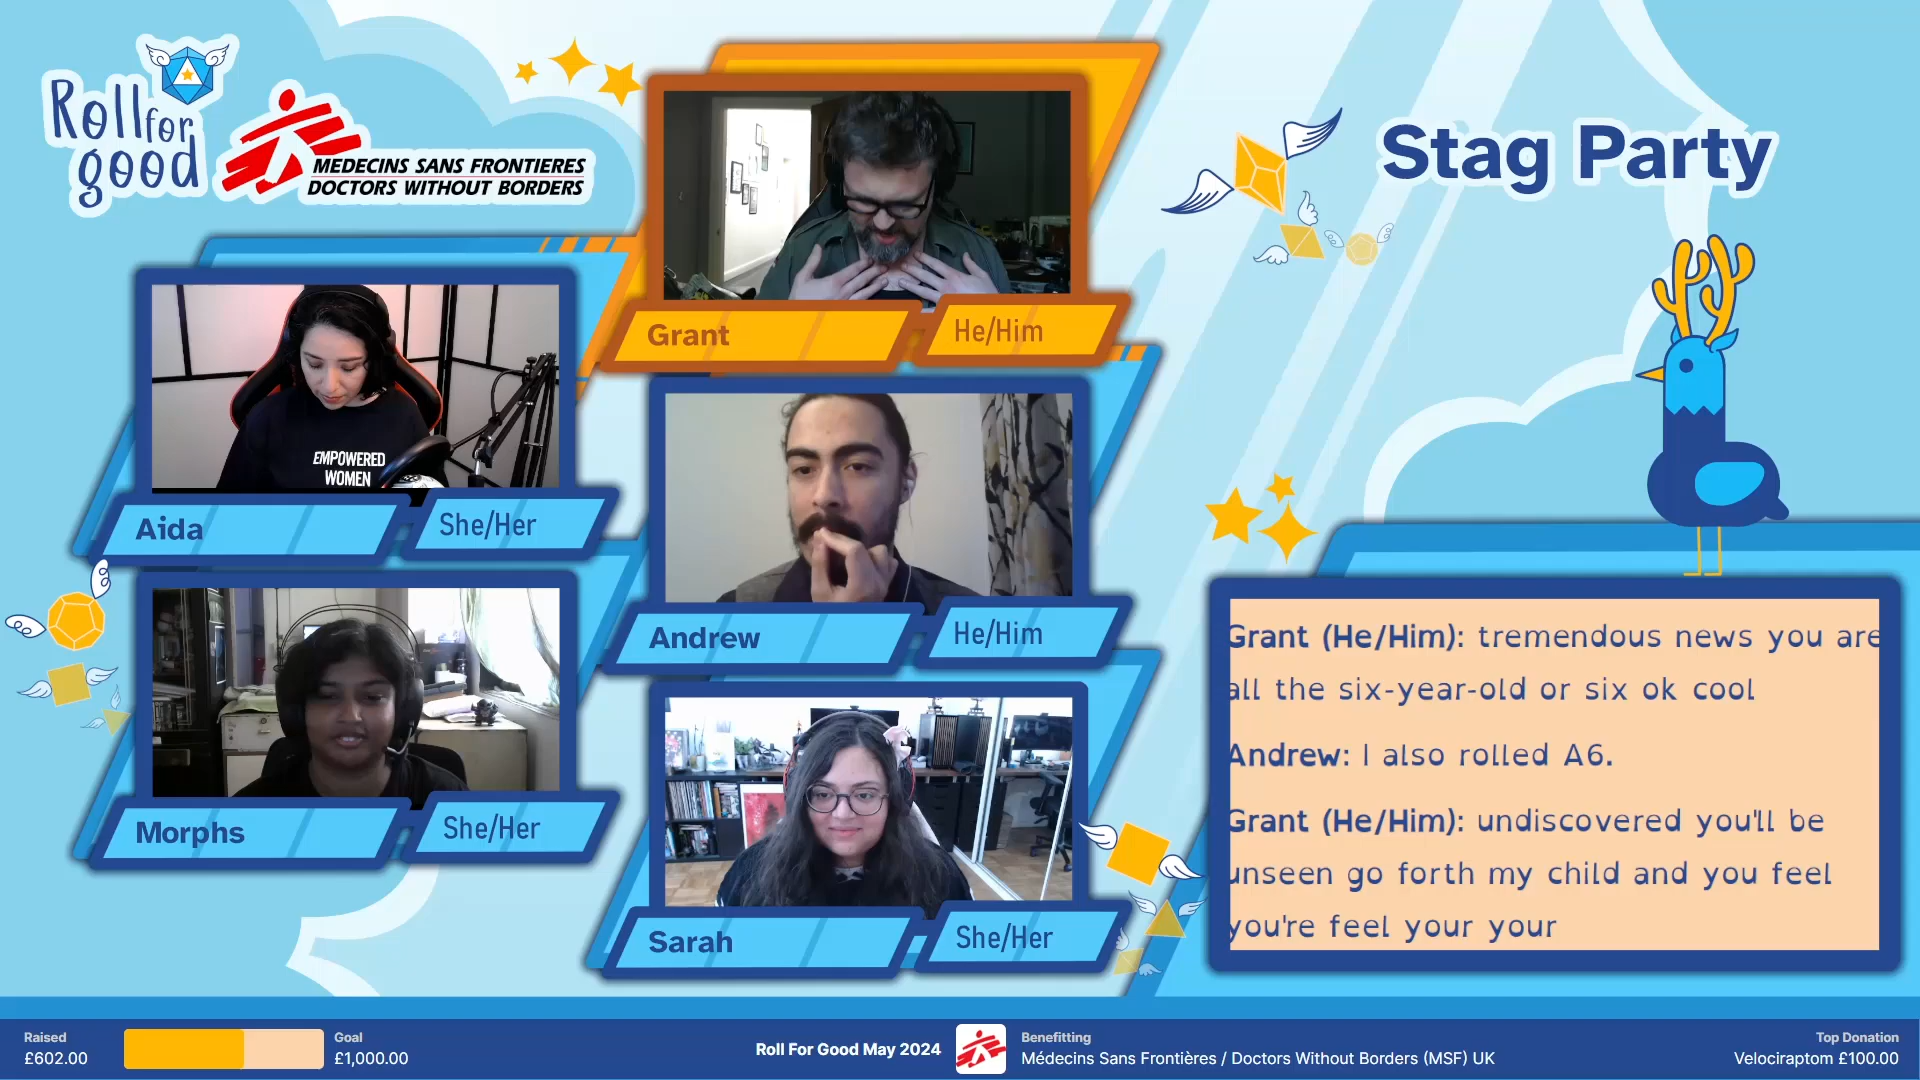 Roll for
good
MEDECINS SANS FRONTIERES
DOCTORS WITHOUT BORDERS
Stag Party
Grant
He/Him
EMPOWERED
WOMEN
Aida
She/Her
Andrew
He/Him
Morphs
She/Her
Sarah
She/Her
Grant (He/Him): tremendous news you are
all the six-year-old or six ok cool
Andrew: I also rolled A6.
Grant (He/Him): undiscovered you'll be
unseen go forth my child and you feel
you're feel your your
Raised
£602.00
Goal
£1,000.00
Roll For Good May 2024
Benefitting
Médecins Sans Frontières / Doctors Without Borders (MSF) UK
Top Donation
Velociraptom £100.00